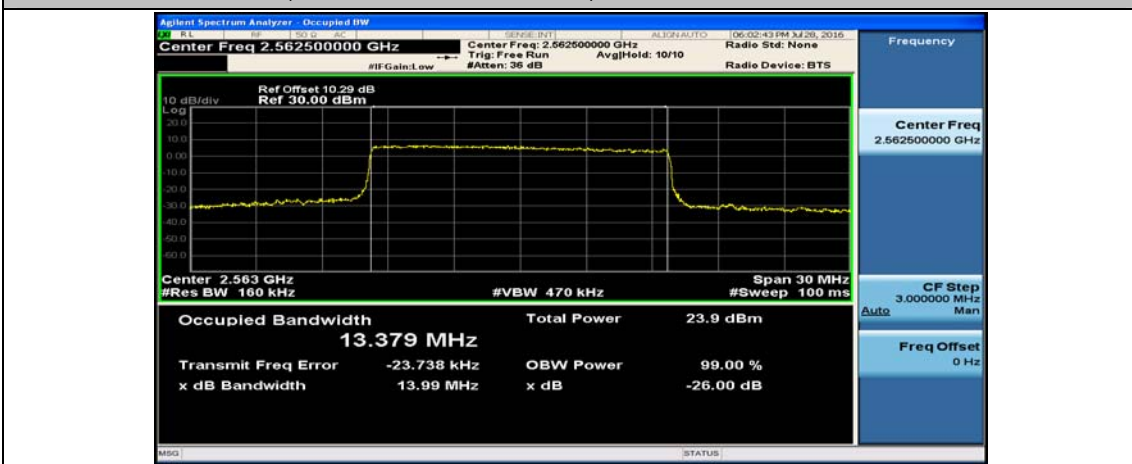 Agilent Spectrum Analyzer - Occupied BW
RL RF 50 Ω AC SENSE:INT ALIGN AUTO 06:02:43 PM Jul 28, 2016
Center Freq 2.562500000 GHz
Center Freq: 2.562500000 GHz
Radio Std: None
Trig: Free Run Avg|Hold: 10/10
#IFGain:Low #Atten: 36 dB Radio Device: BTS
Ref Offset 10.29 dB
10 dB/div Ref 30.00 dBm
Log
20.0
10.0
0.00
-10.0
-20.0
-30.0
-40.0
-50.0
-60.0
Center 2.563 GHz Span 30 MHz
#Res BW 160 kHz #VBW 470 kHz #Sweep 100 ms
Occupied Bandwidth Total Power 23.9 dBm
13.379 MHz
Transmit Freq Error -23.738 kHz OBW Power 99.00 %
x dB Bandwidth 13.99 MHz x dB -26.00 dB
MSG STATUS
Frequency
Center Freq
2.562500000 GHz
CF Step
3.000000 MHz
Auto Man
Freq Offset
0 Hz